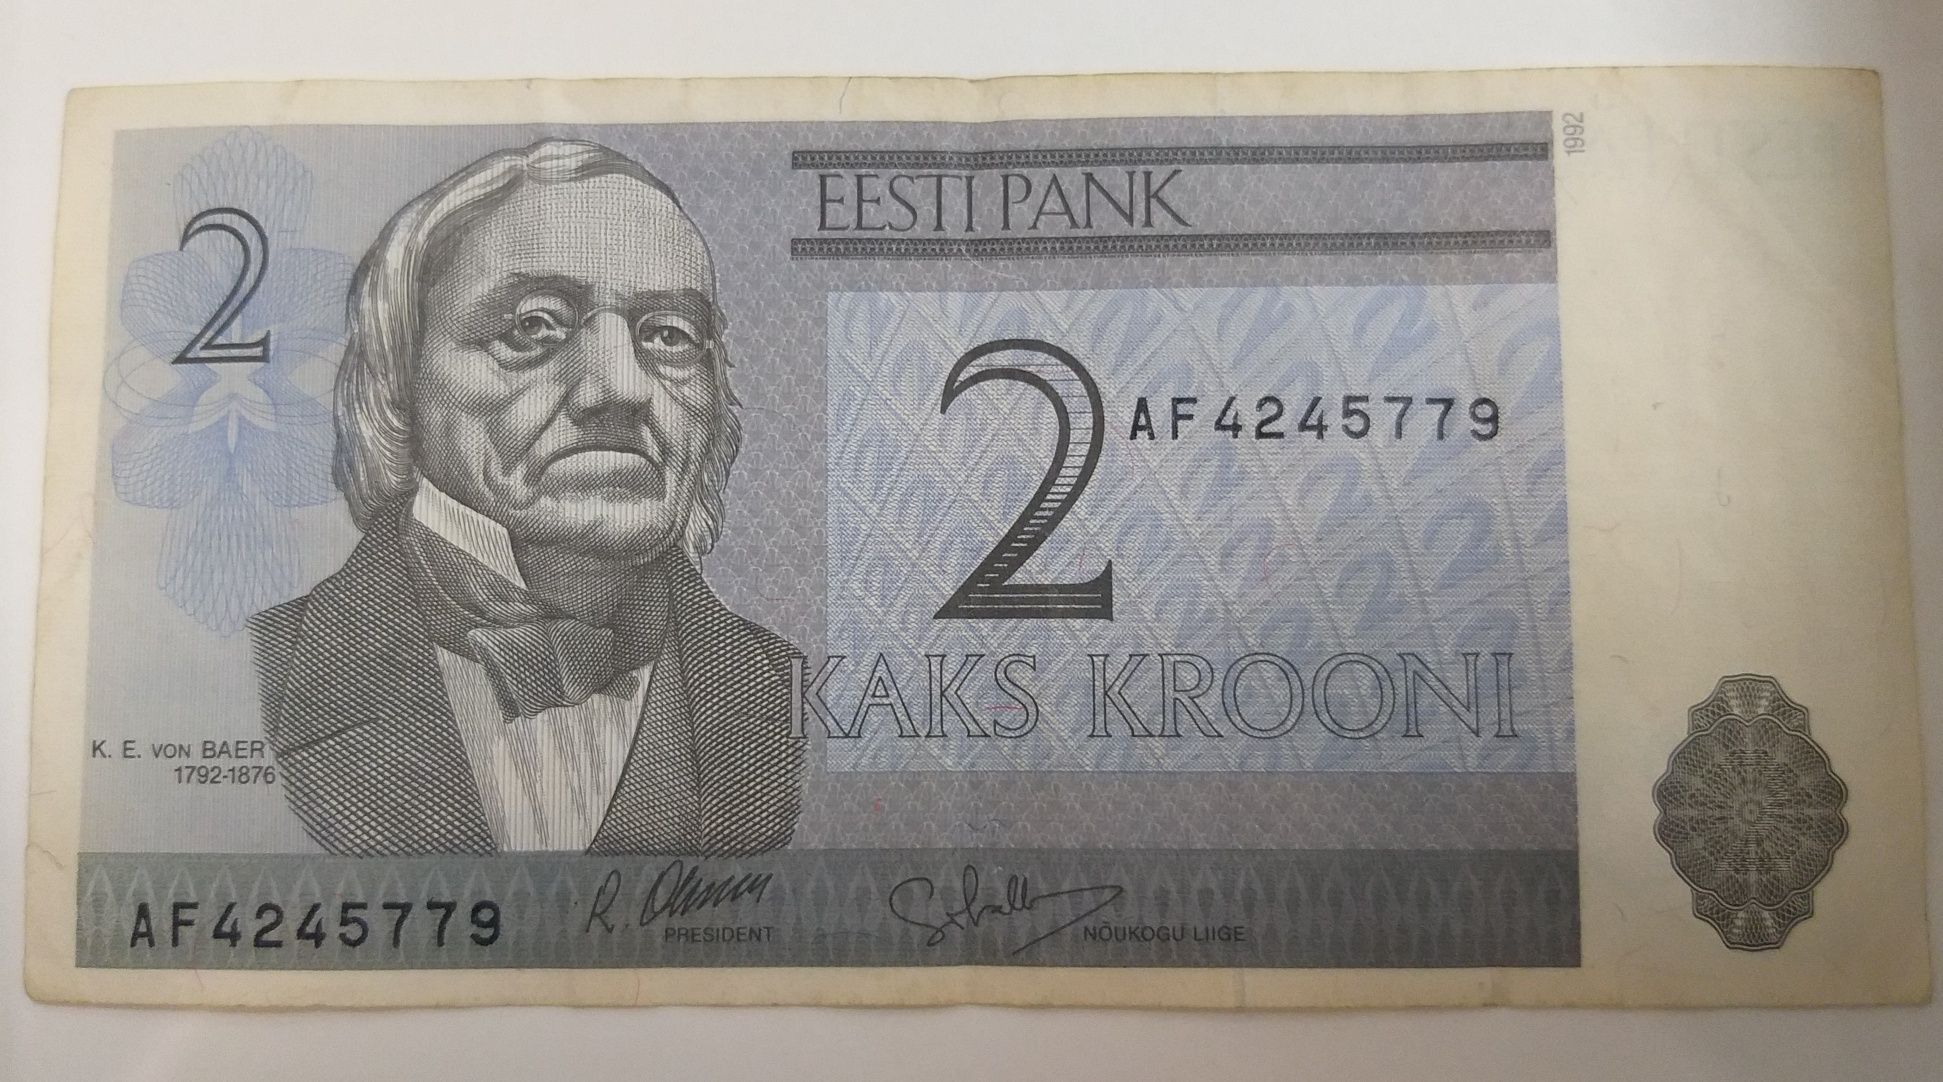 1992
EESTI PANK
2
2
AF4245779
KAKS KROONI
K. E. VON BAER
1792-1876
AF4245779
PRESIDENT
NÕUKOGU LIIGE